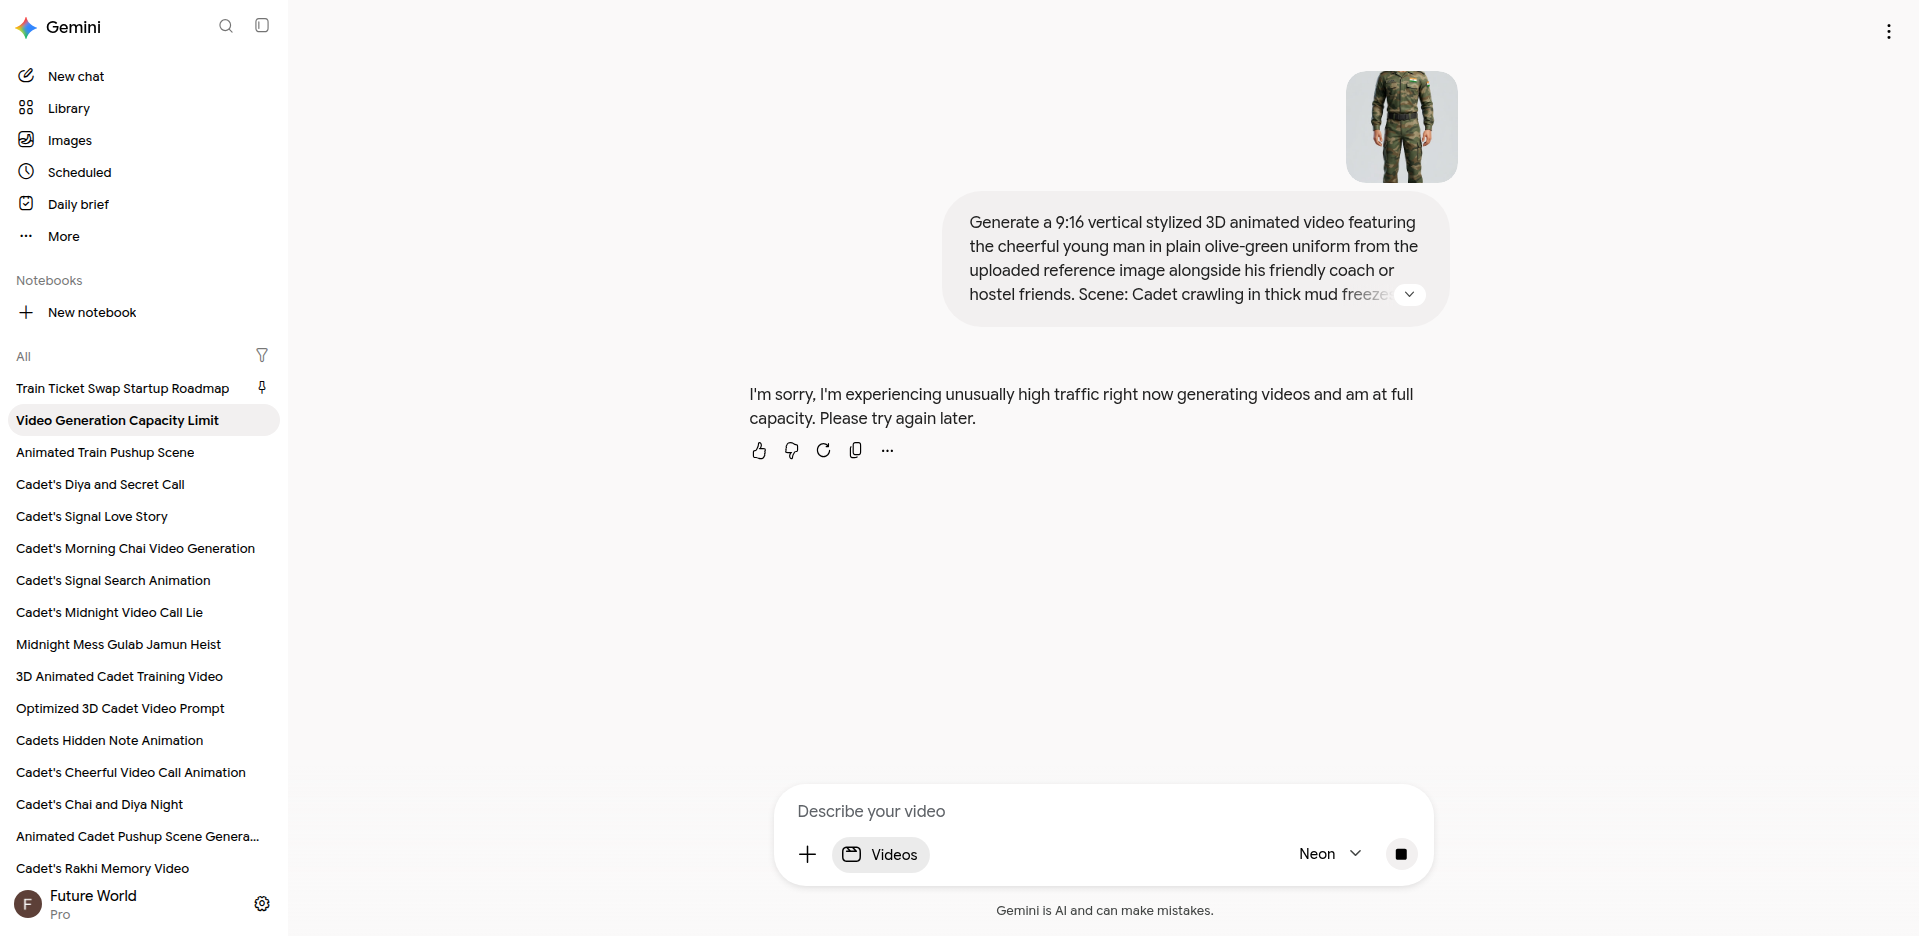 Gemini
New chat
Library
Images
Scheduled
Daily brief
More
Notebooks
New notebook
All
Train Ticket Swap Startup Roadmap
Video Generation Capacity Limit
Animated Train Pushup Scene
Cadet's Diya and Secret Call
Cadet's Signal Love Story
Cadet's Morning Chai Video Generation
Cadet's Signal Search Animation
Cadet's Midnight Video Call Lie
Midnight Mess Gulab Jamun Heist
3D Animated Cadet Training Video
Optimized 3D Cadet Video Prompt
Cadets Hidden Note Animation
Cadet's Cheerful Video Call Animation
Cadet's Chai and Diya Night
Animated Cadet Pushup Scene Genera...
Cadet's Rakhi Memory Video
F
Future World
Pro
Generate a 9:16 vertical stylized 3D animated video featuring
the cheerful young man in plain olive-green uniform from the
uploaded reference image alongside his friendly coach or
hostel friends. Scene: Cadet crawling in thick mud freeze
I'm sorry, I'm experiencing unusually high traffic right now generating videos and am at full
capacity. Please try again later.
Describe your video
Videos
Neon
Gemini is AI and can make mistakes.